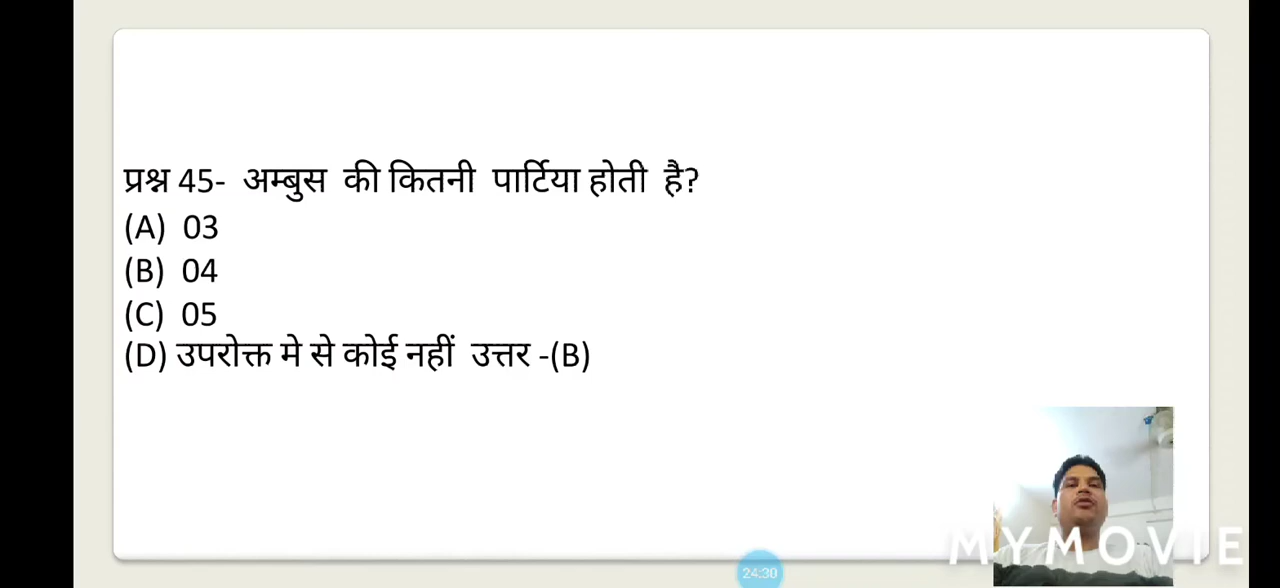 प्रश्न 45- अम्बुस की कितनी पार्टिया होती है?
(A) 03
(B) 04
(C) 05
(D) उपरोक्त मे से कोई नहीं उत्तर -(B)
MYMOVIE
24:30